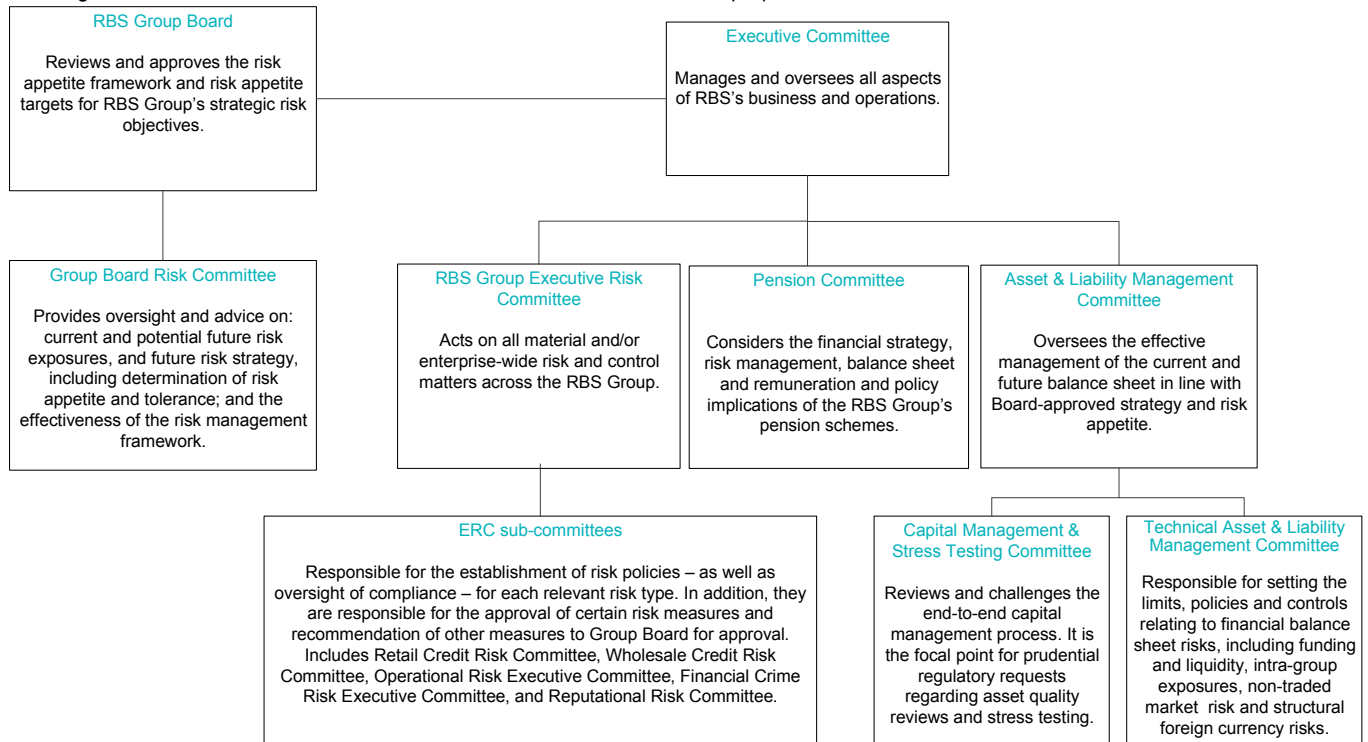 RBS Group Board
Reviews and approves the risk
appetite framework and risk appetite
targets for RBS Group’s strategic risk
objectives.
Executive Committee
Manages and oversees all aspects
of RBS’s business and operations.
Group Board Risk Committee
Provides oversight and advice on:
current and potential future risk
exposures, and future risk strategy,
including determination of risk
appetite and tolerance; and the
effectiveness of the risk management
framework.
RBS Group Executive Risk
Committee
Acts on all material and/or
enterprise-wide risk and control
matters across the RBS Group.
Pension Committee
Considers the financial strategy,
risk management, balance sheet
and remuneration and policy
implications of the RBS Group’s
pension schemes.
Asset & Liability Management
Committee
Oversees the effective
management of the current and
future balance sheet in line with
Board-approved strategy and risk
appetite.
ERC sub-committees
Responsible for the establishment of risk policies – as well as
oversight of compliance – for each relevant risk type. In addition, they
are responsible for the approval of certain risk measures and
recommendation of other measures to Group Board for approval.
Includes Retail Credit Risk Committee, Wholesale Credit Risk
Committee, Operational Risk Executive Committee, Financial Crime
Risk Executive Committee, and Reputational Risk Committee.
Capital Management &
Stress Testing Committee
Reviews and challenges the
end-to-end capital
management process. It is
the focal point for prudential
regulatory requests
regarding asset quality
reviews and stress testing.
Technical Asset & Liability
Management Committee
Responsible for setting the
limits, policies and controls
relating to financial balance
sheet risks, including funding
and liquidity, intra-group
exposures, non-traded
market risk and structural
foreign currency risks.